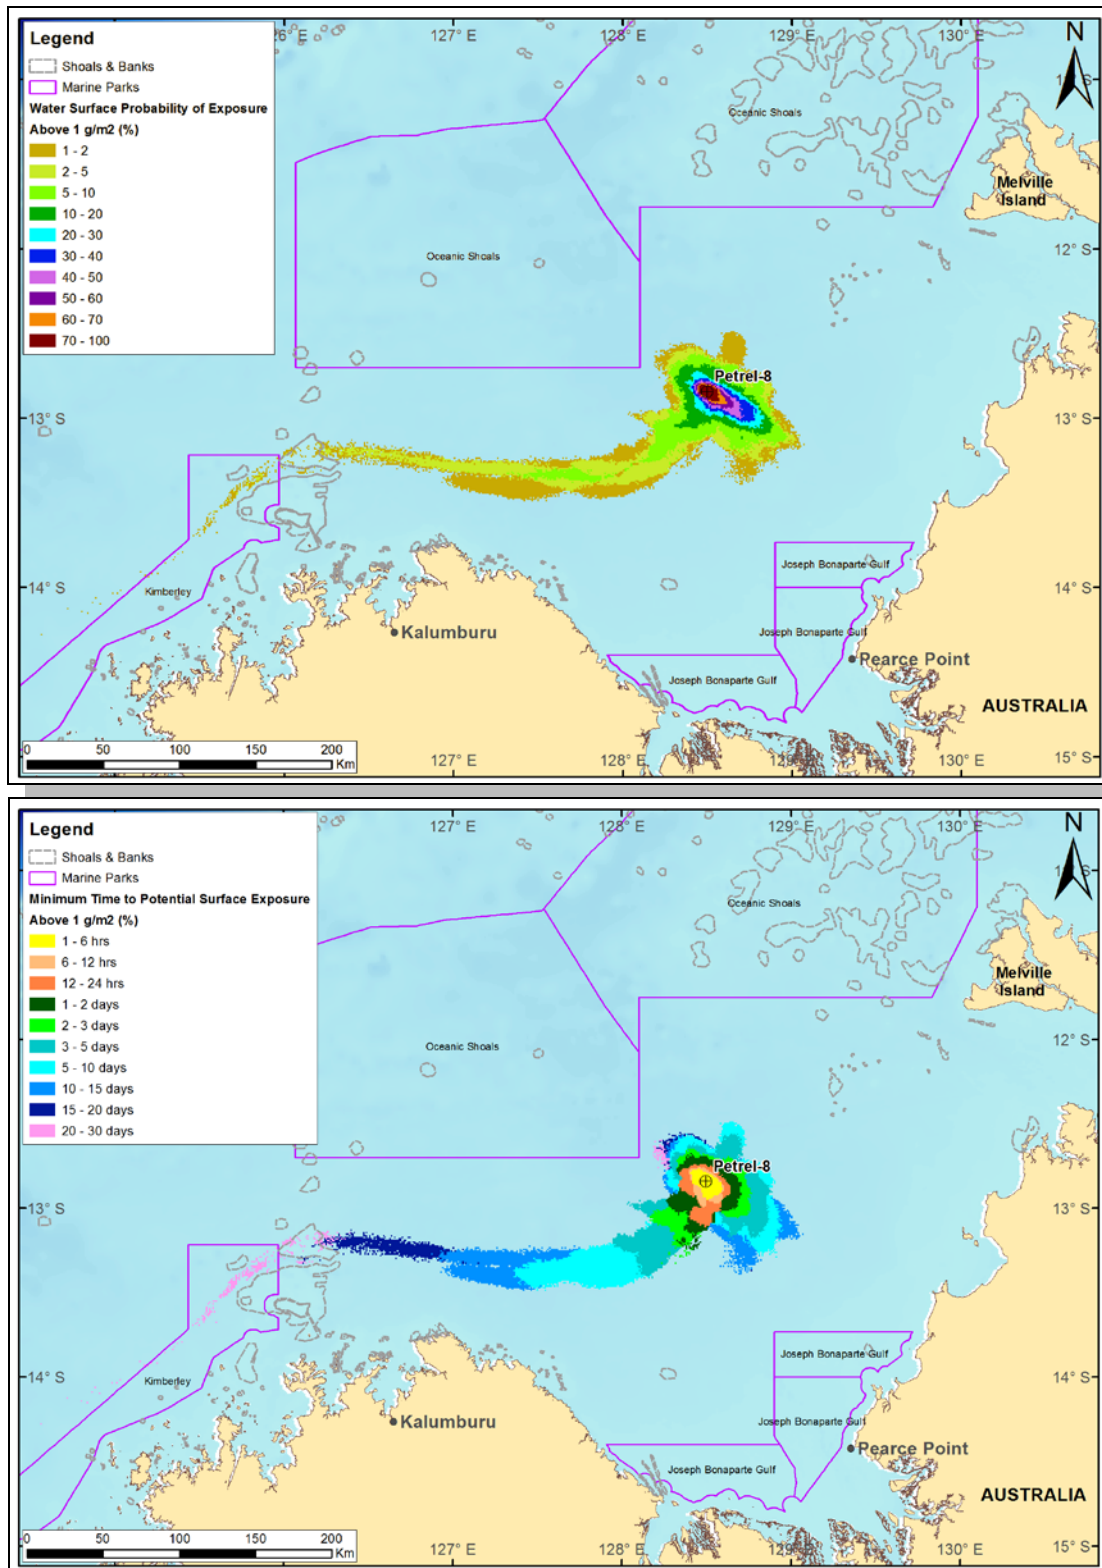 Legend
Shoals & Banks
Marine Parks
Water Surface Probability of Exposure
Above 1 g/m2 (%)
1 - 2
2 - 5
5 - 10
10 - 20
20 - 30
30 - 40
40 - 50
50 - 60
60 - 70
70 - 100
127° E
128° E
129° E
130° E
N
Oceanic Shoals
Melville
Island
12° S
Oceanic Shoals
Petrel-8
13° S
13° S
Joseph Bonaparte Gulf
14° S
14° S
Kimberley
Kalumburu
Joseph Bonaparte Gulf
Pearce Point
Joseph Bonaparte Gulf
AUSTRALIA
0 50 100 150 200
Km
127° E
128° E
129° E
130° E
15° S
Legend
Shoals & Banks
Marine Parks
Minimum Time to Potential Surface Exposure
Above 1 g/m2 (%)
1 - 6 hrs
6 - 12 hrs
12 - 24 hrs
1 - 2 days
2 - 3 days
3 - 5 days
5 - 10 days
10 - 15 days
15 - 20 days
20 - 30 days
127° E
128° E
129° E
130° E
N
Oceanic Shoals
Melville
Island
12° S
Oceanic Shoals
Petrel-8
13° S
13° S
Joseph Bonaparte Gulf
14° S
14° S
Kimberley
Kalumburu
Joseph Bonaparte Gulf
Pearce Point
Joseph Bonaparte Gulf
AUSTRALIA
0 50 100 150 200
Km
127° E
128° E
129° E
130° E
15° S